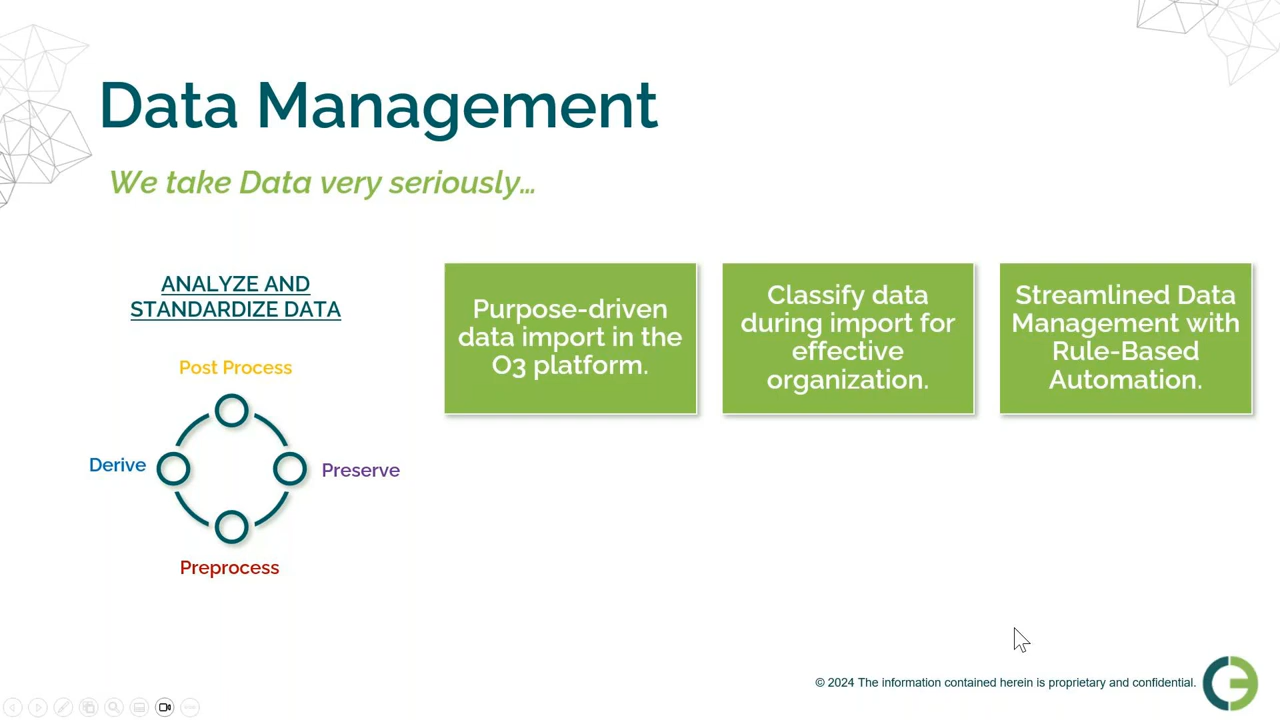 Data Management
We take Data very seriously...
ANALYZE AND
STANDARDIZE DATA
Post Process
Derive
Preserve
Preprocess
Purpose-driven
data import in the
O3 platform.
Classify data
during import for
effective
organization.
Streamlined Data
Management with
Rule-Based
Automation.
© 2024 The information contained herein is proprietary and confidential.